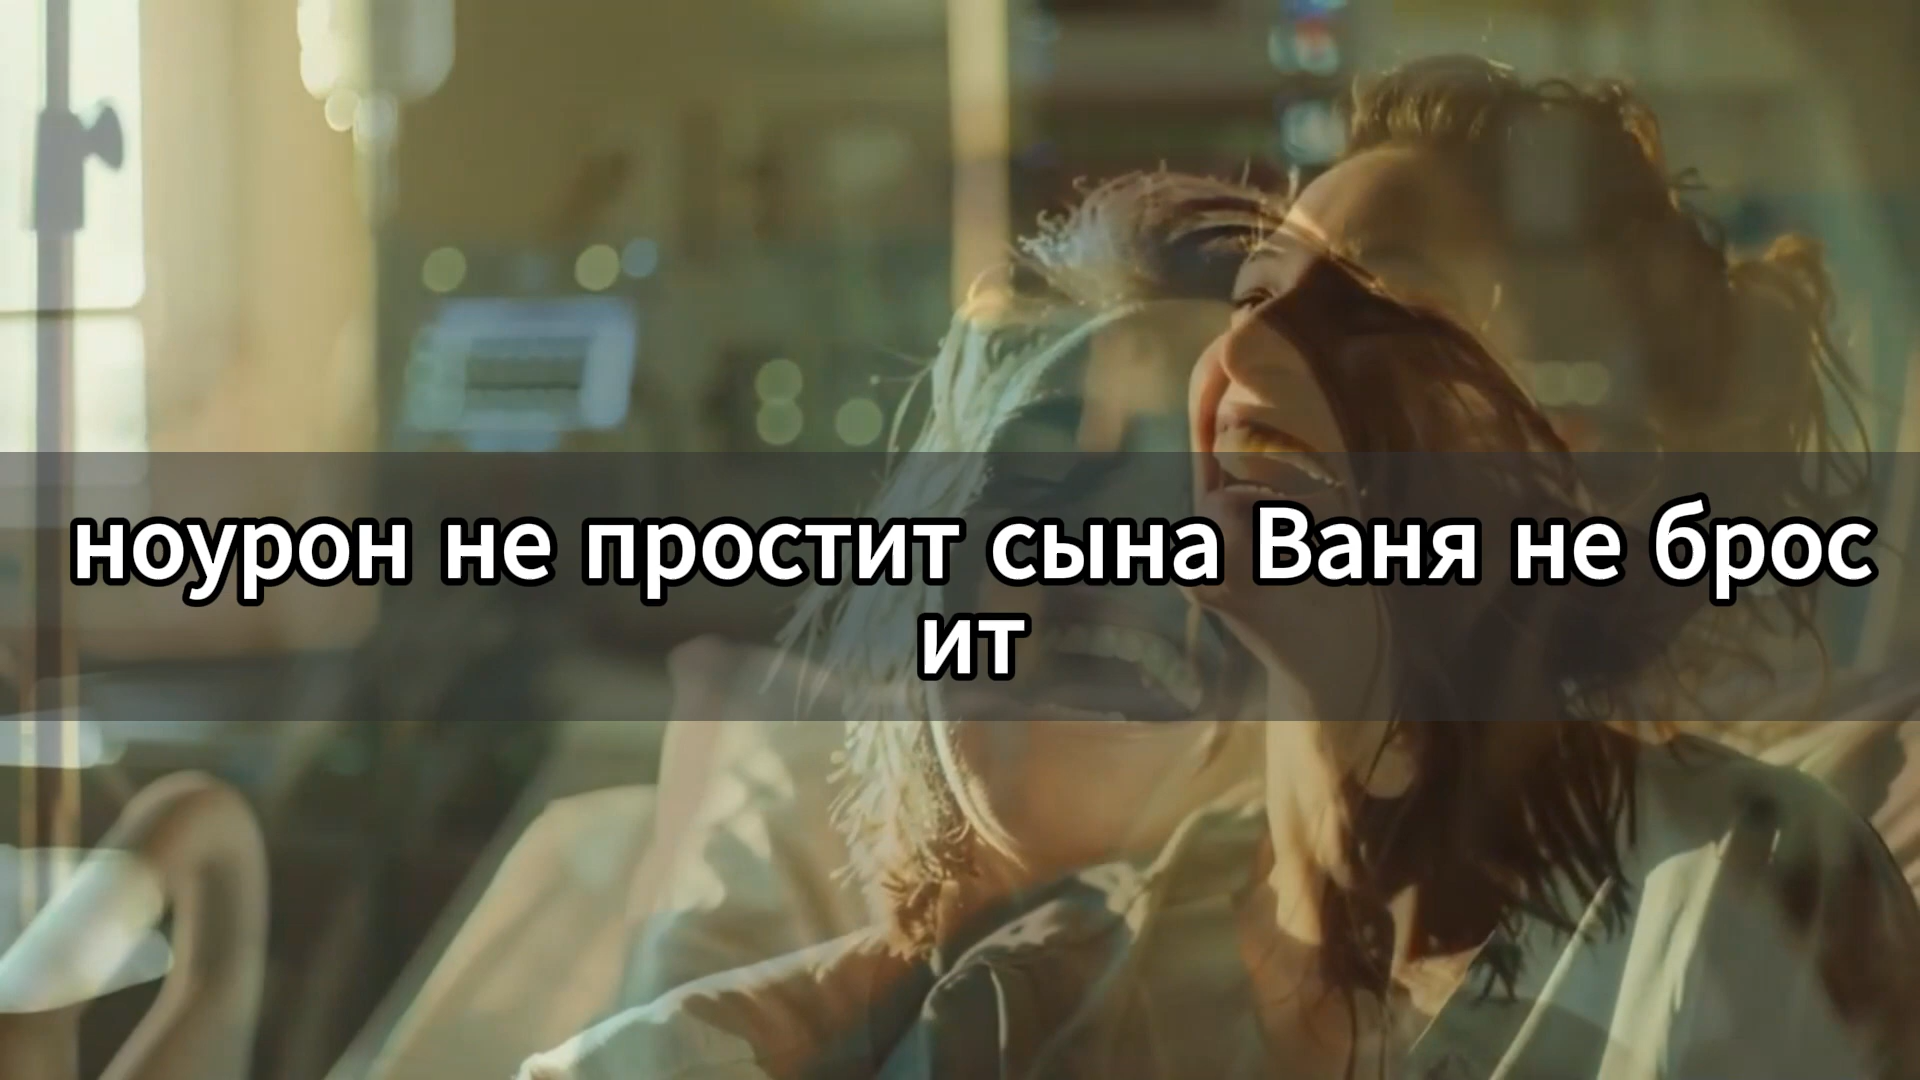 ноурон не простит сына Ваня не брос
ит